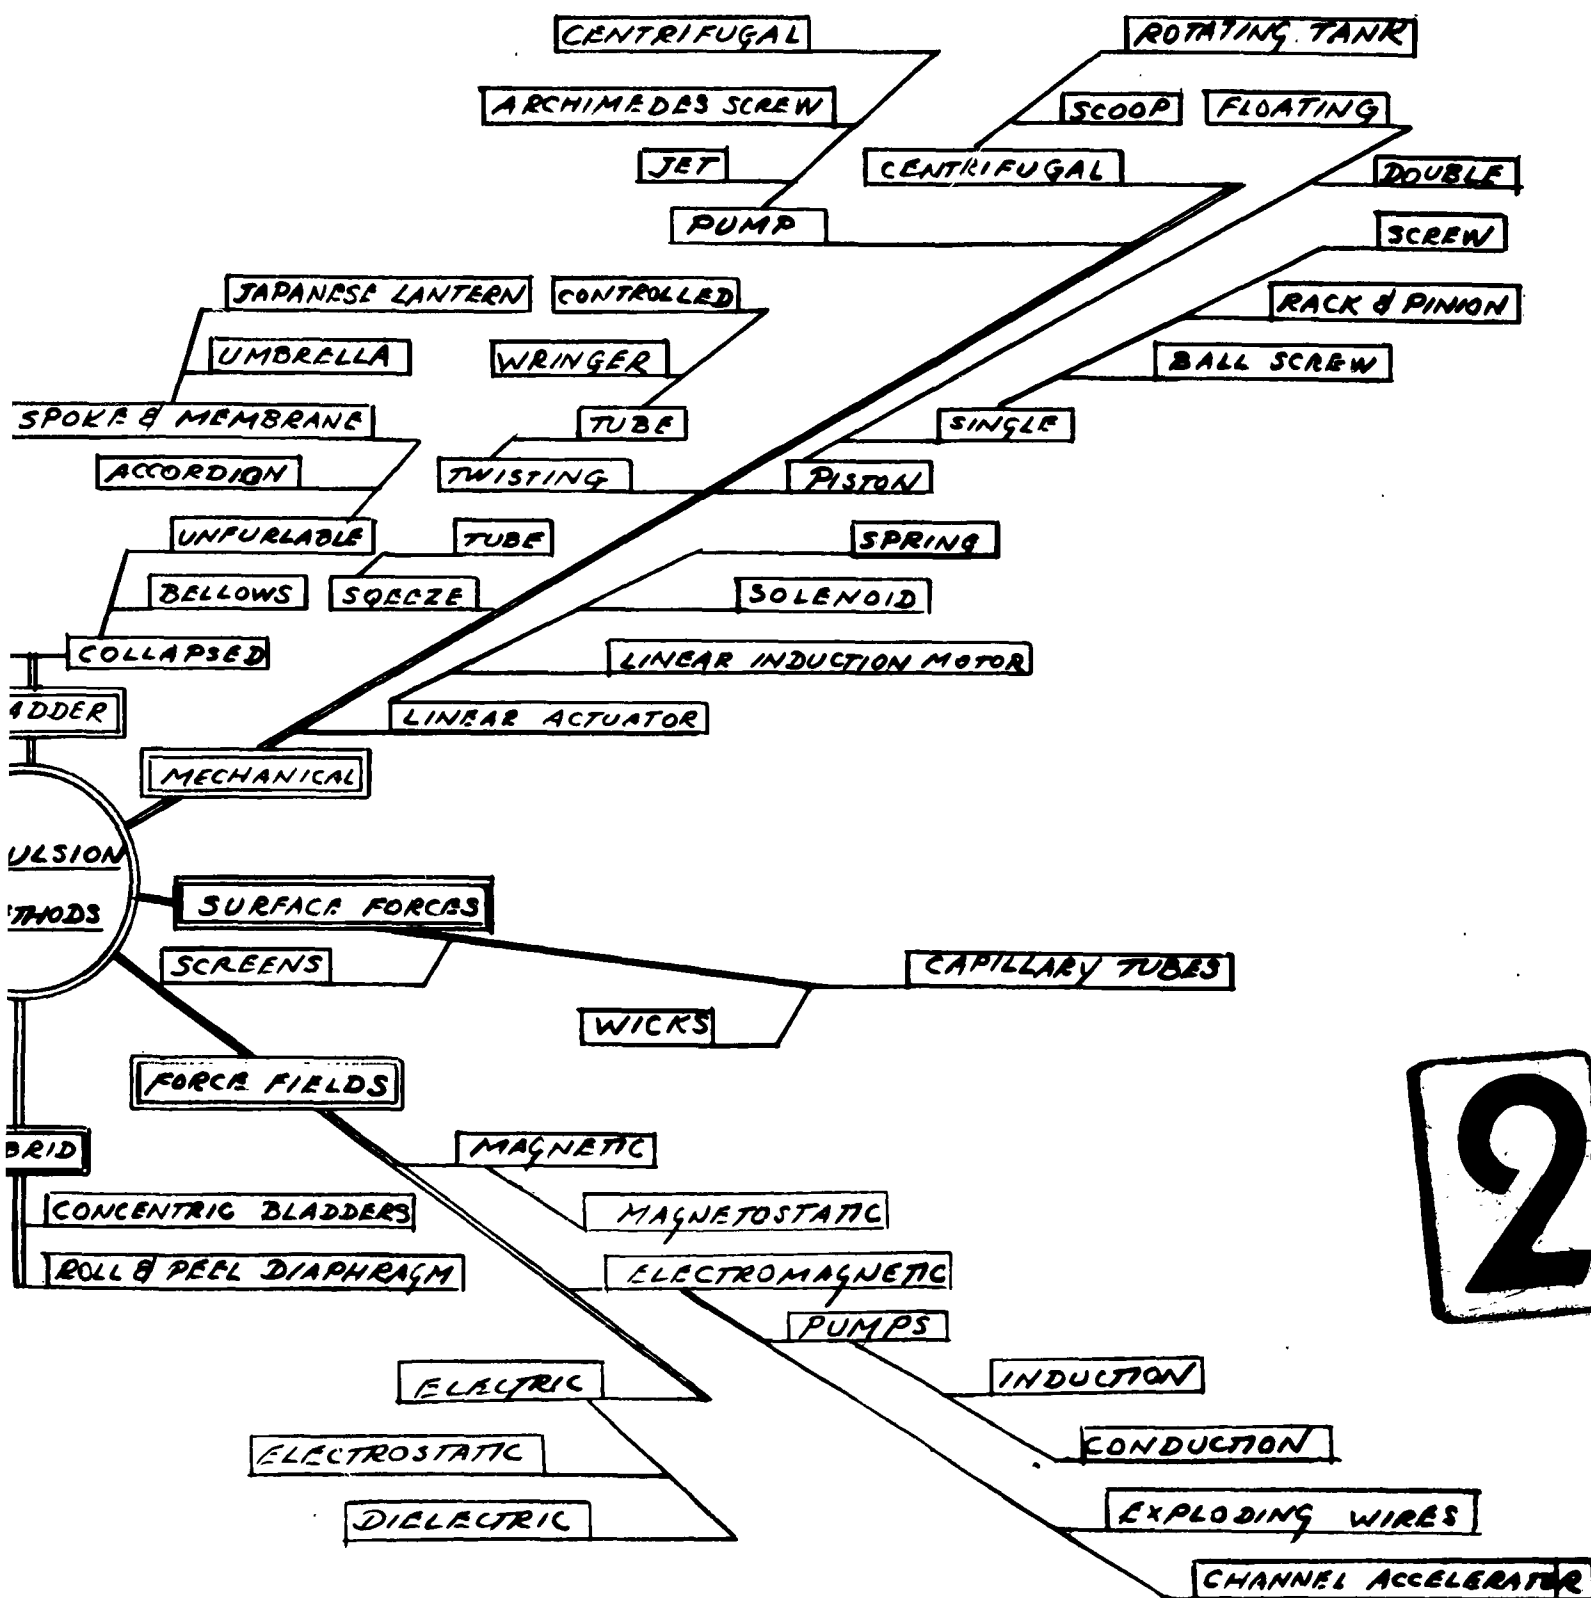 CENTRIFUGAL
ROTATING TANK
ARCHIMEDES SCREW
SCOOP
FLOATING
JET
CENTRIFUGAL
DOUBLE
PUMP
SCREW
JAPANESE LANTERN
CONTROLLED
RACK & PINION
UMBRELLA
WRINGER
BALL SCREW
SPOKE & MEMBRANE
TUBE
SINGLE
ACCORDION
TWISTING
PISTON
UNFURLABLE
TUBE
SPRING
BELLOWS
SQEEZE
SOLENOID
COLLAPSED
LINEAR INDUCTION MOTOR
ADDER
LINEAR ACTUATOR
MECHANICAL
ULSION
THODS
SURFACE FORCES
SCREENS
CAPILLARY TUBES
WICKS
FORCE FIELDS
2
BRID
MAGNETIC
CONCENTRIC BLADDERS
MAGNETOSTATIC
ROLL & PEEL DIAPHRAGM
ELECTROMAGNETIC
PUMPS
ELECTRIC
INDUCTION
ELECTROSTATIC
CONDUCTION
DIELECTRIC
EXPLODING WIRES
CHANNEL ACCELERATOR